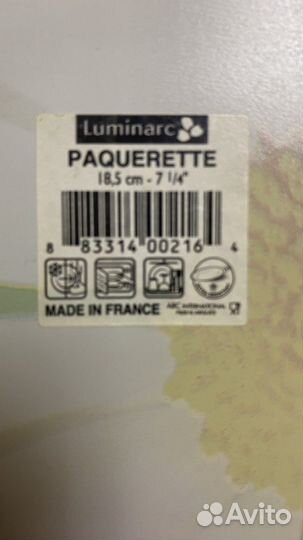 Luminarc
PAQUERETTE
18,5 cm - 7 1/4"
8 83314 00216 4
MADE IN FRANCE
ARC INTERNATIONAL
Avito